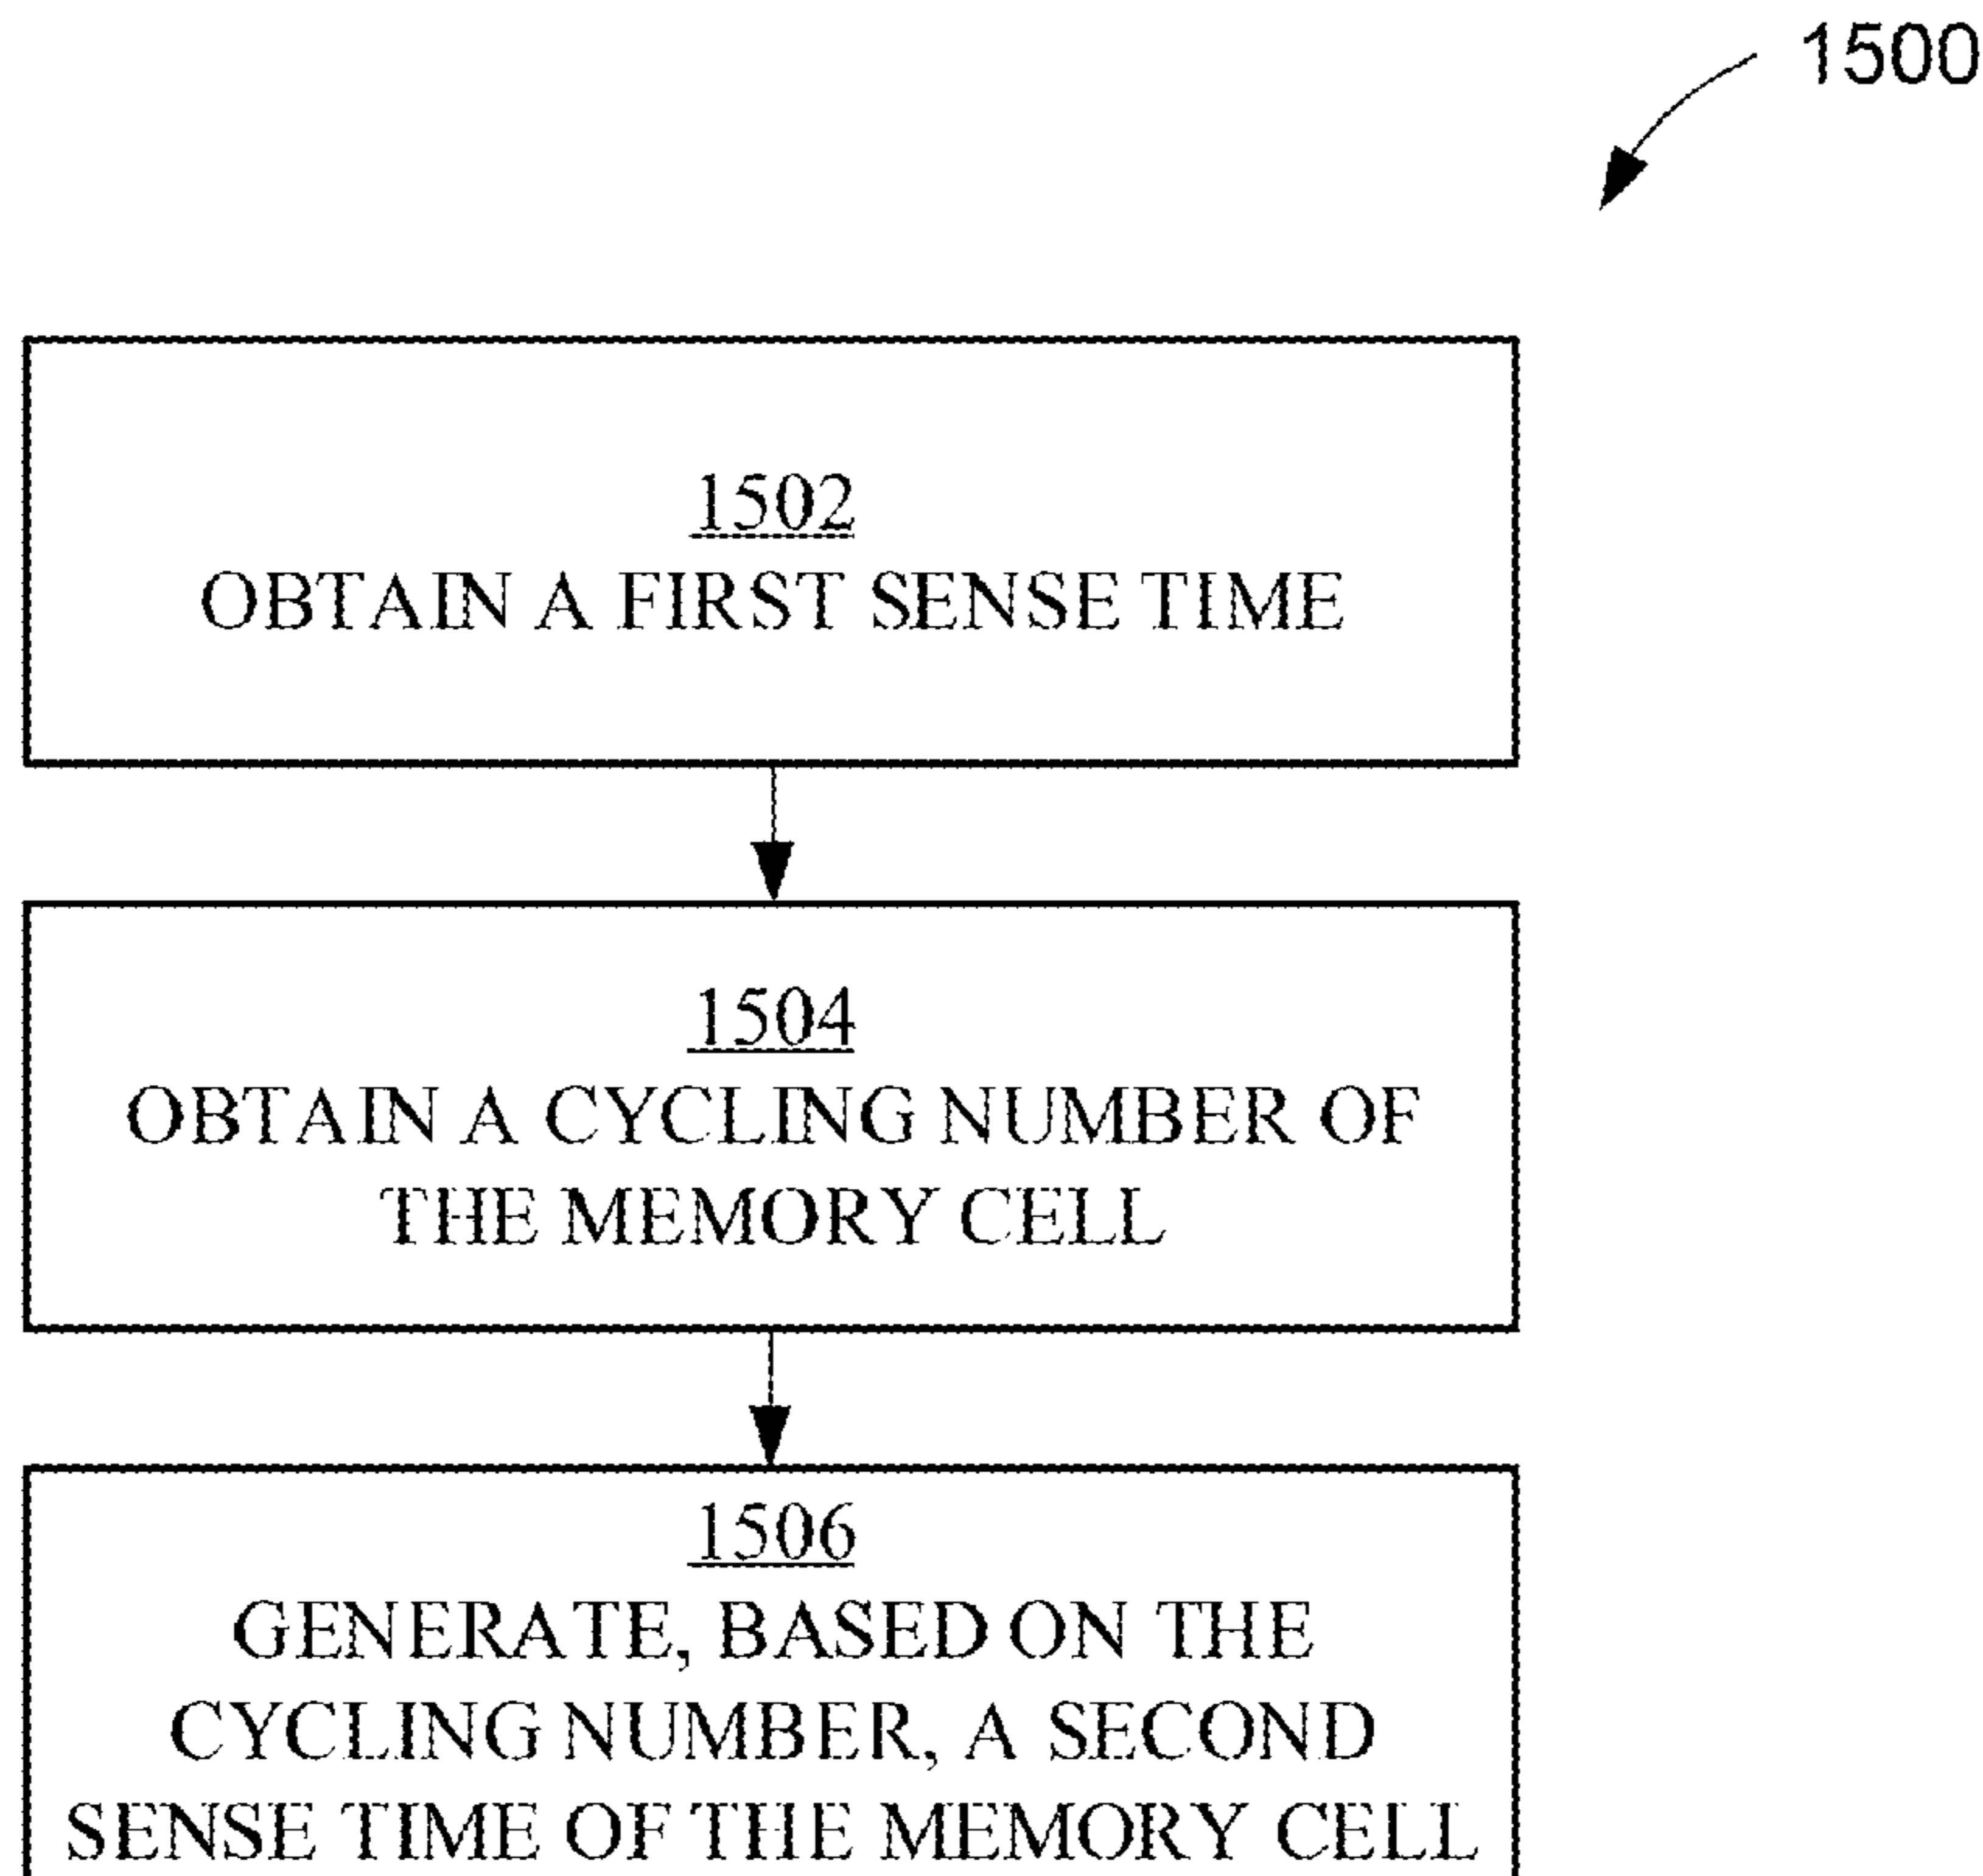 1500
1502
OBTAIN A FIRST SENSE TIME
1504
OBTAIN A CYCLING NUMBER OF
THE MEMORY CELL
1506
GENERATE, BASED ON THE
CYCLING NUMBER, A SECOND
SENSE TIME OF THE MEMORY CELL